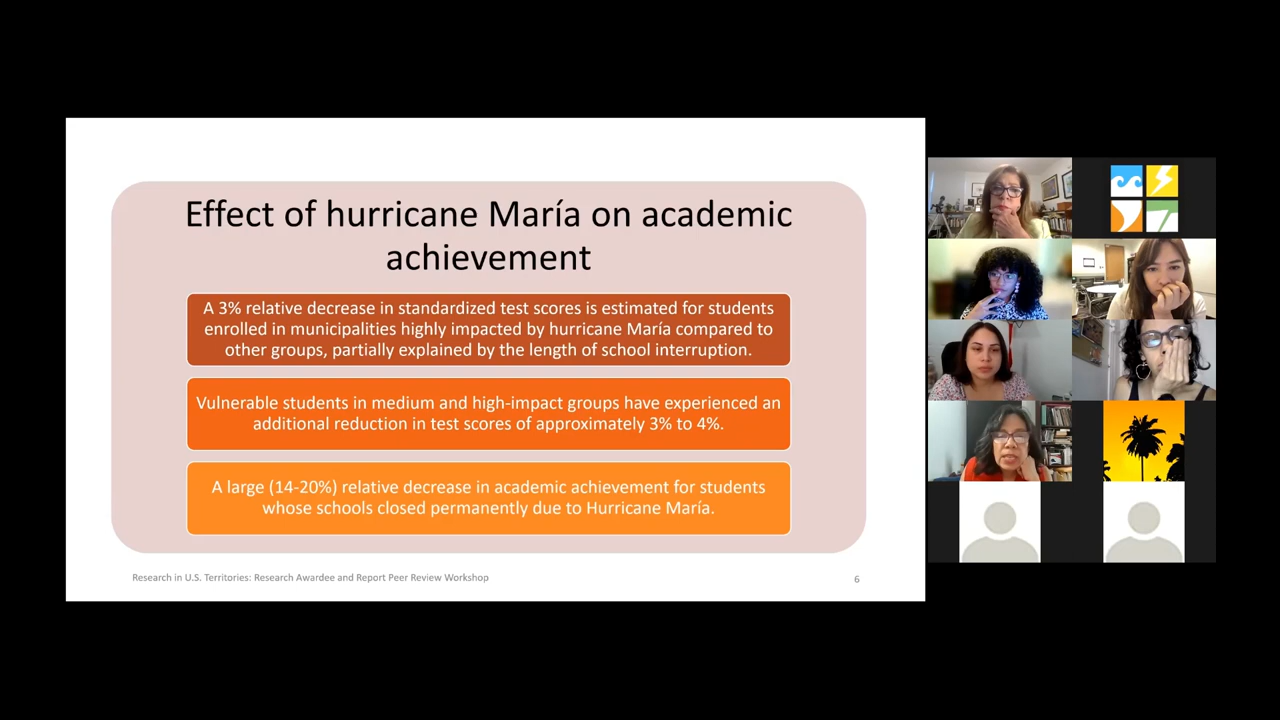 Effect of hurricane María on academic
achievement
A 3% relative decrease in standardized test scores is estimated for students
enrolled in municipalities highly impacted by hurricane María compared to
other groups, partially explained by the length of school interruption.
Vulnerable students in medium and high-impact groups have experienced an
additional reduction in test scores of approximately 3% to 4%.
A large (14-20%) relative decrease in academic achievement for students
whose schools closed permanently due to Hurricane María.
Research in U.S. Territories: Research Awardee and Report Peer Review Workshop
6